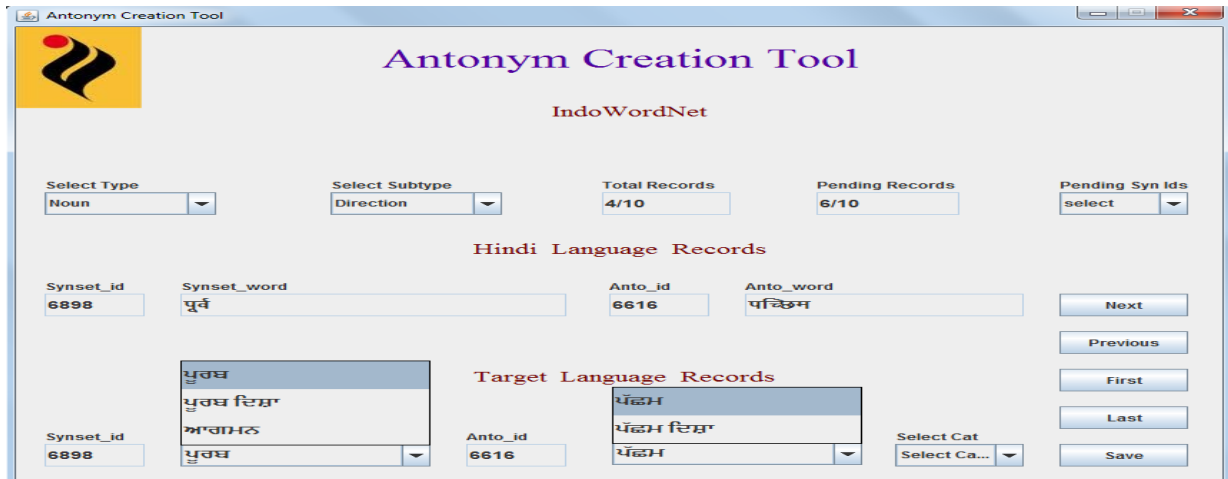 Antonym Creation Tool
Antonym Creation Tool
IndoWordNet
Select Type Select Subtype Total Records Pending Records Pending Syn Ids
Noun Direction 4/10 6/10 select
Hindi Language Records
Synset_id Synset_word Anto_id Anto_word
6898 पूर्व 6616 पच्छिम Next
Previous
ਪੂਰਬ Target Language Records First
ਪੂਰਬ ਦਿਸ਼ਾ ਪੱਛਮ
ਆਗਮਨ ਪੱਛਮ ਦਿਸ਼ਾ Last
Synset_id Anto_id Select Cat
6898 ਪੂਰਬ 6616 ਪੱਛਮ Select Ca... Save